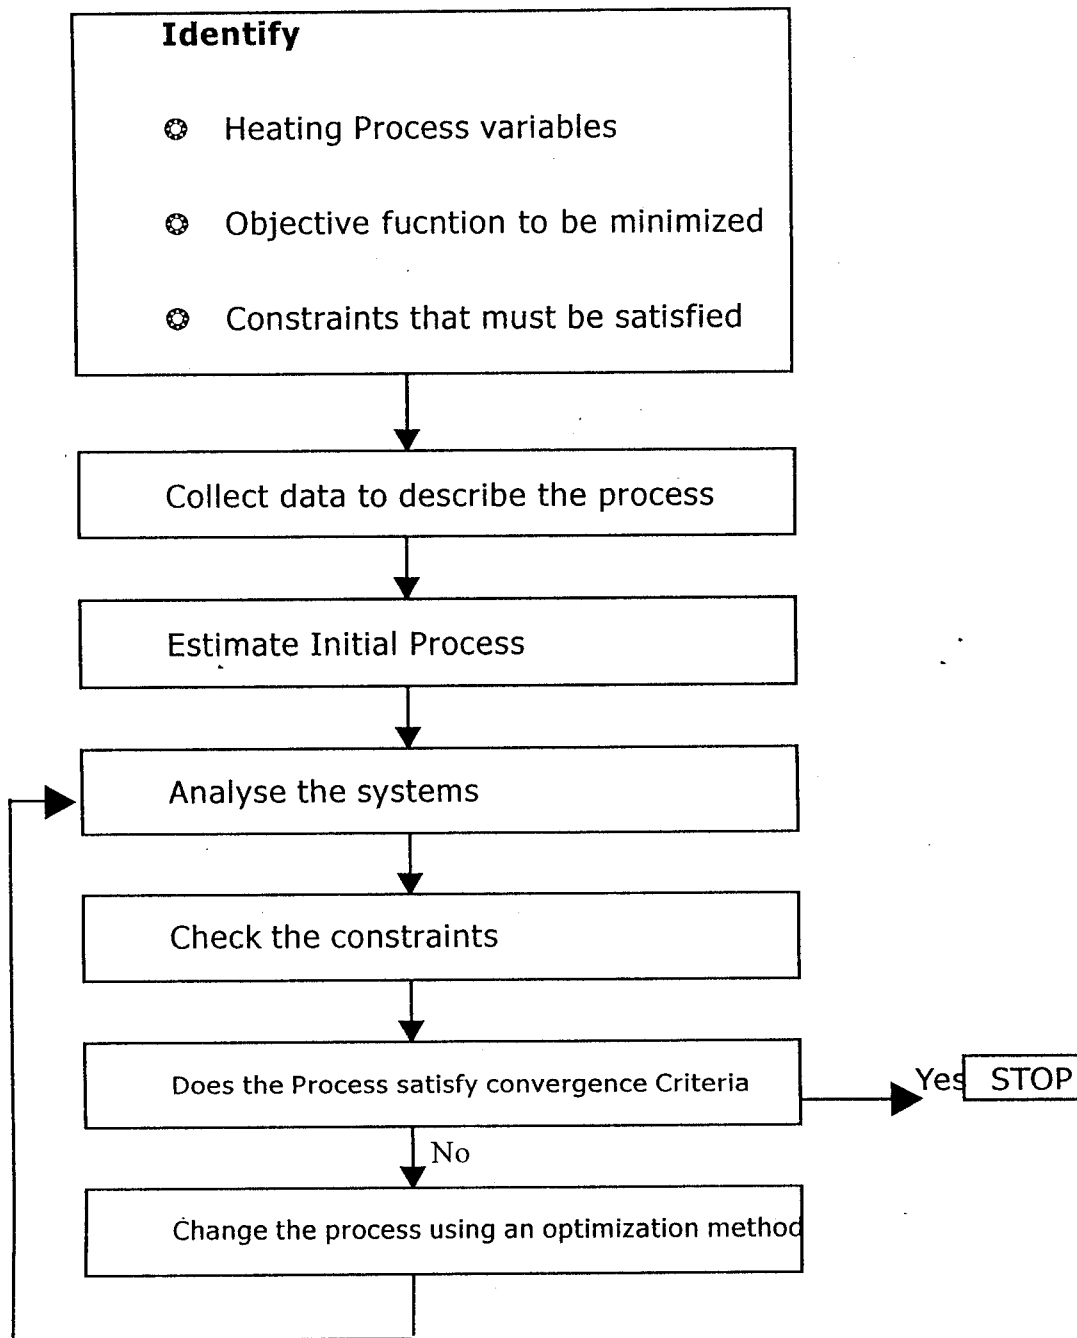 Identify
Heating Process variables
Objective fucntion to be minimized
Constraints that must be satisfied
Collect data to describe the process
Estimate Initial Process
Analyse the systems
Check the constraints
Does the Process satisfy convergence Criteria
Yes STOP
No
Change the process using an optimization method